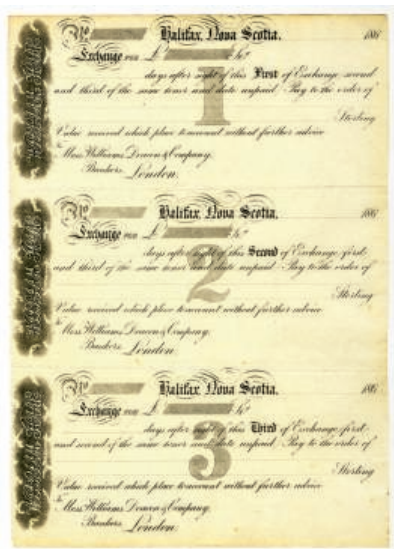 No Halifax, Nova Scotia, 186
Exchange FOR £ Stg
days after sight of this First of Exchange second
and third of the same tenor and date unpaid Pay to the order of
1
Sterling
Value received which place to account without further advice
To
Mess. Williams Deacon & Company,
Bankers, London.
No Halifax, Nova Scotia, 186
Exchange FOR £ Stg
days after sight of this Second of Exchange first
and third of the same tenor and date unpaid Pay to the order of
2
Sterling
Value received which place to account without further advice
To
Mess. Williams Deacon & Company,
Bankers, London.
No Halifax, Nova Scotia, 186
Exchange FOR £ Stg
days after sight of this Third of Exchange first
and second of the same tenor and date unpaid Pay to the order of
3
Sterling
Value received which place to account without further advice
To
Mess. Williams Deacon & Company,
Bankers, London.